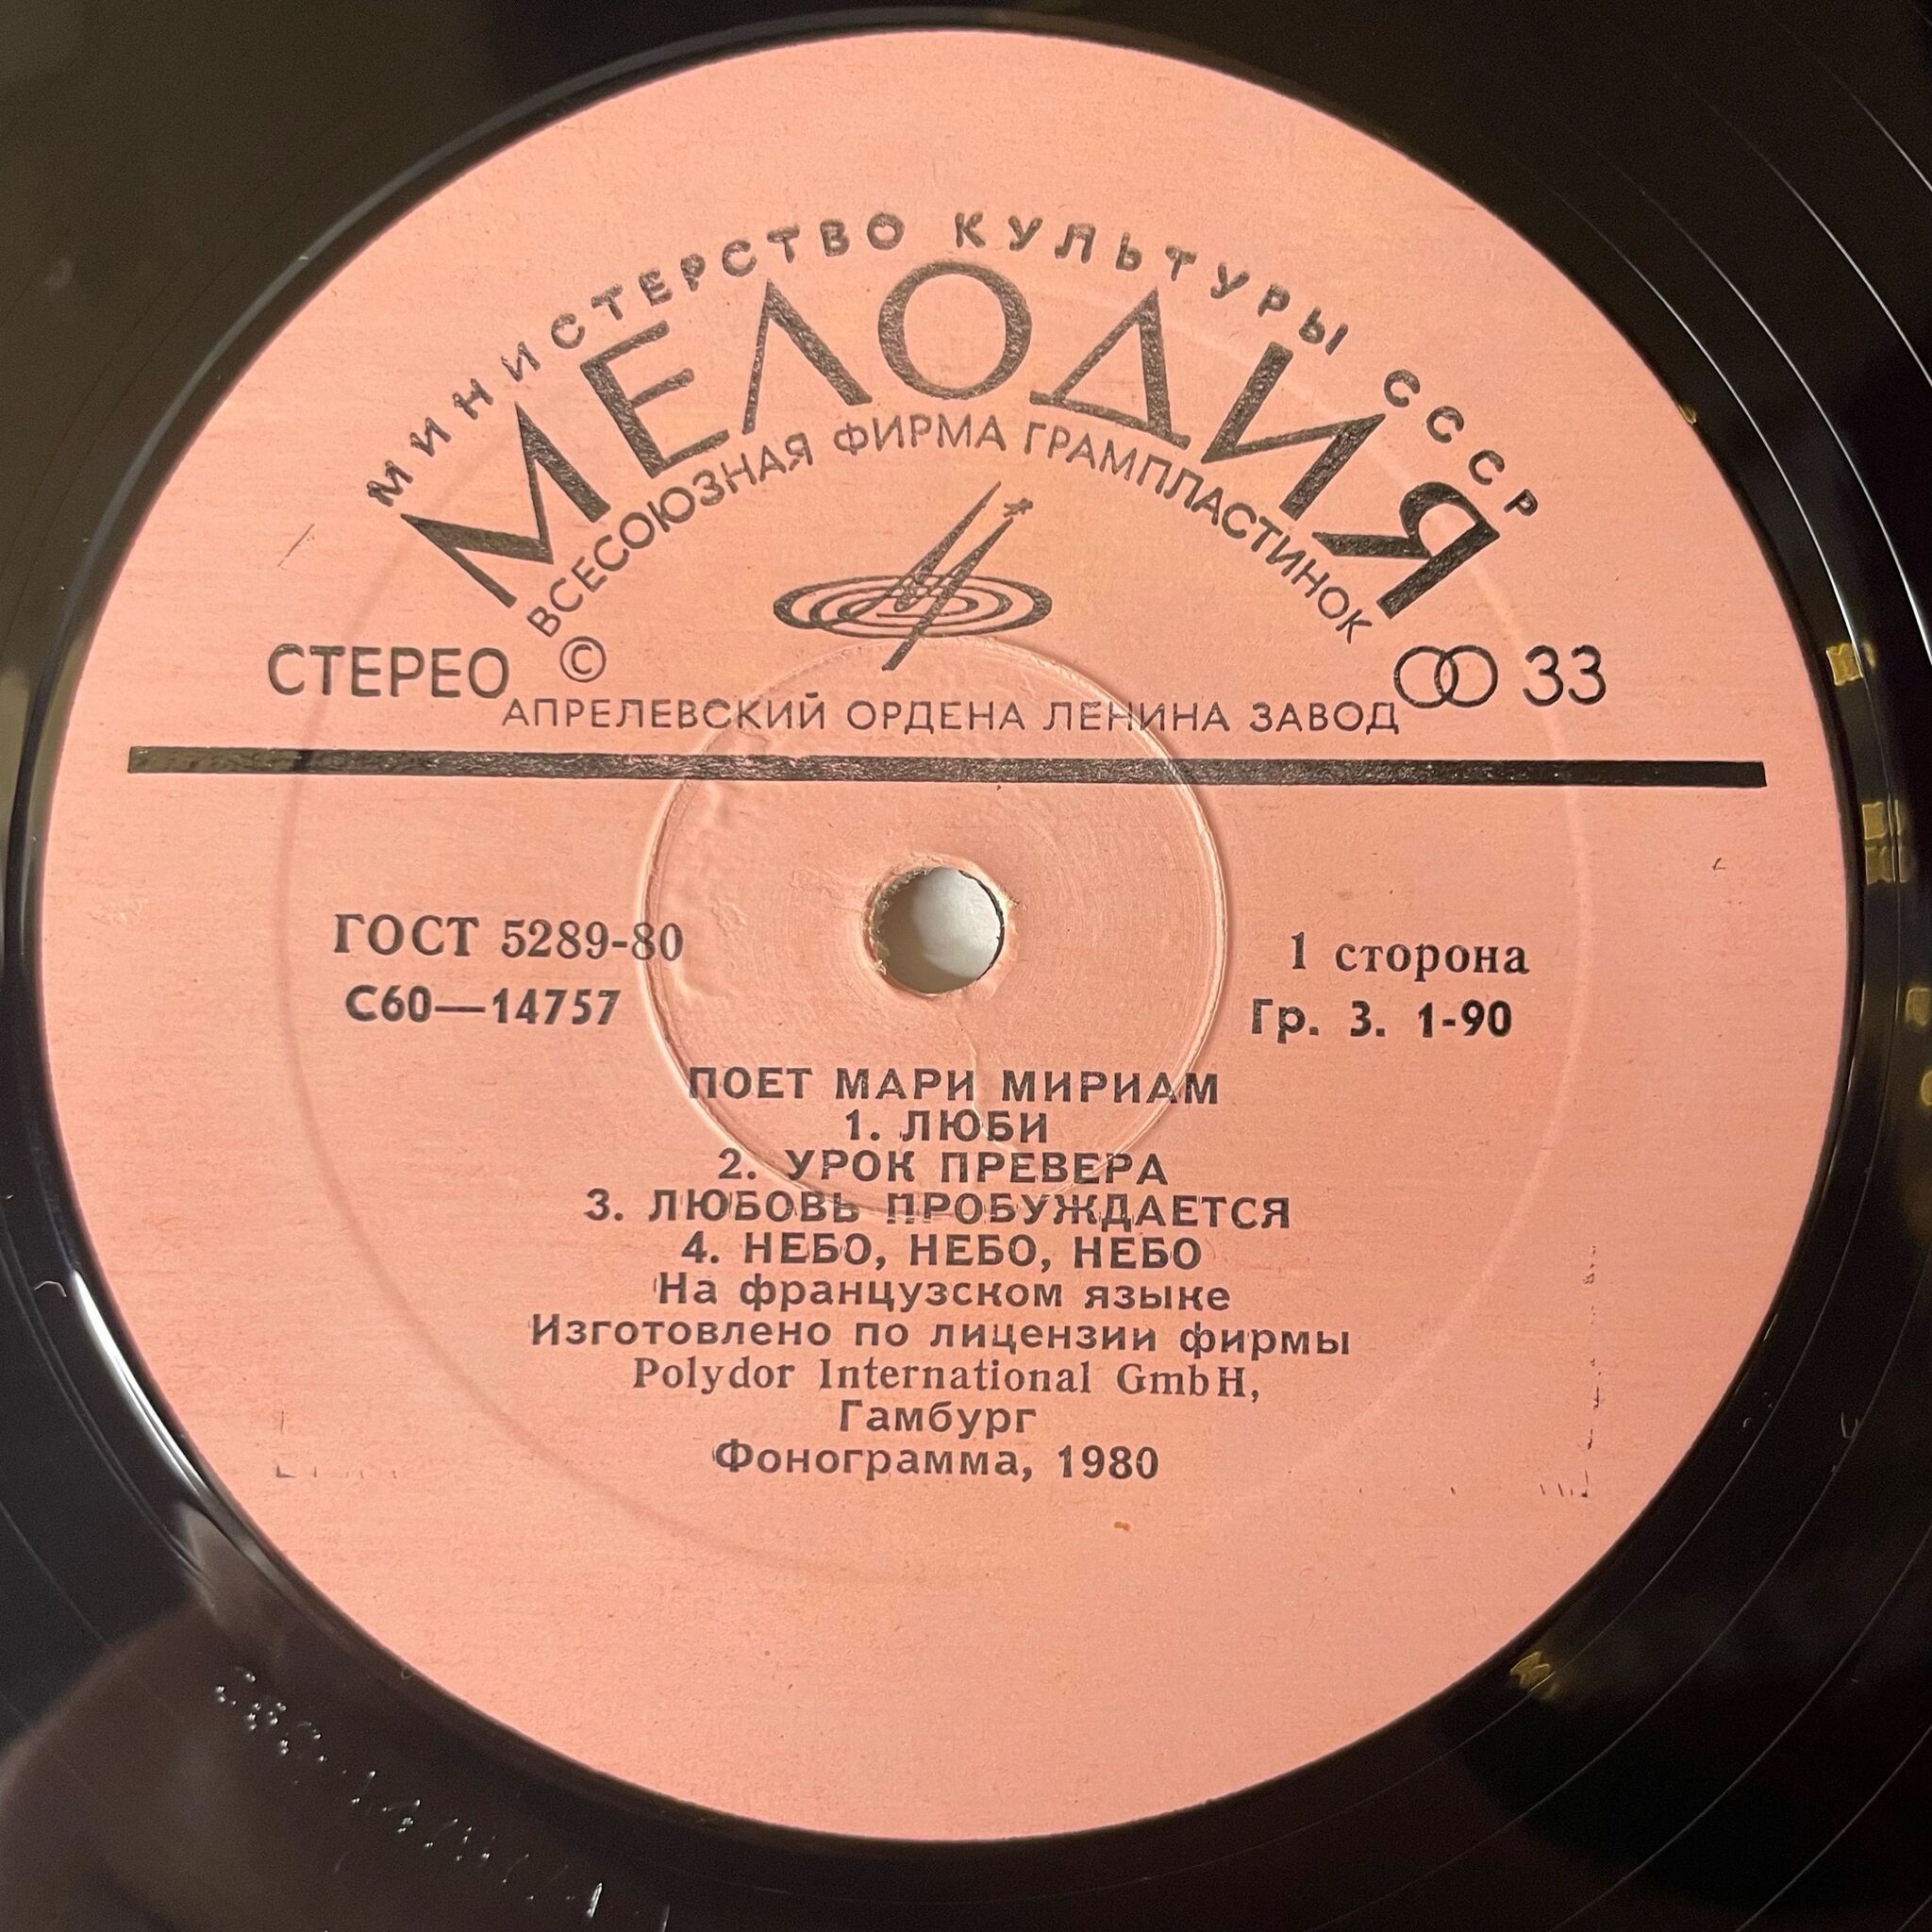 МИНИСТЕРСТВО КУЛЬТУРЫ СССР
МЕЛОДИЯ
ВСЕСОЮЗНАЯ ФИРМА ГРАМПЛАСТИНОК
СТЕРЕО © 33
АПРЕЛЕВСКИЙ ОРДЕНА ЛЕНИНА ЗАВОД
ГОСТ 5289-80
С60—14757
1 сторона
Гр. 3. 1-90
ПОЕТ МАРИ МИРИАМ
1. ЛЮБИ
2. УРОК ПРЕВЕРА
3. ЛЮБОВЬ ПРОБУЖДАЕТСЯ
4. НЕБО, НЕБО, НЕБО
На французском языке
Изготовлено по лицензии фирмы
Polydor International GmbH,
Гамбург
Фонограмма, 1980